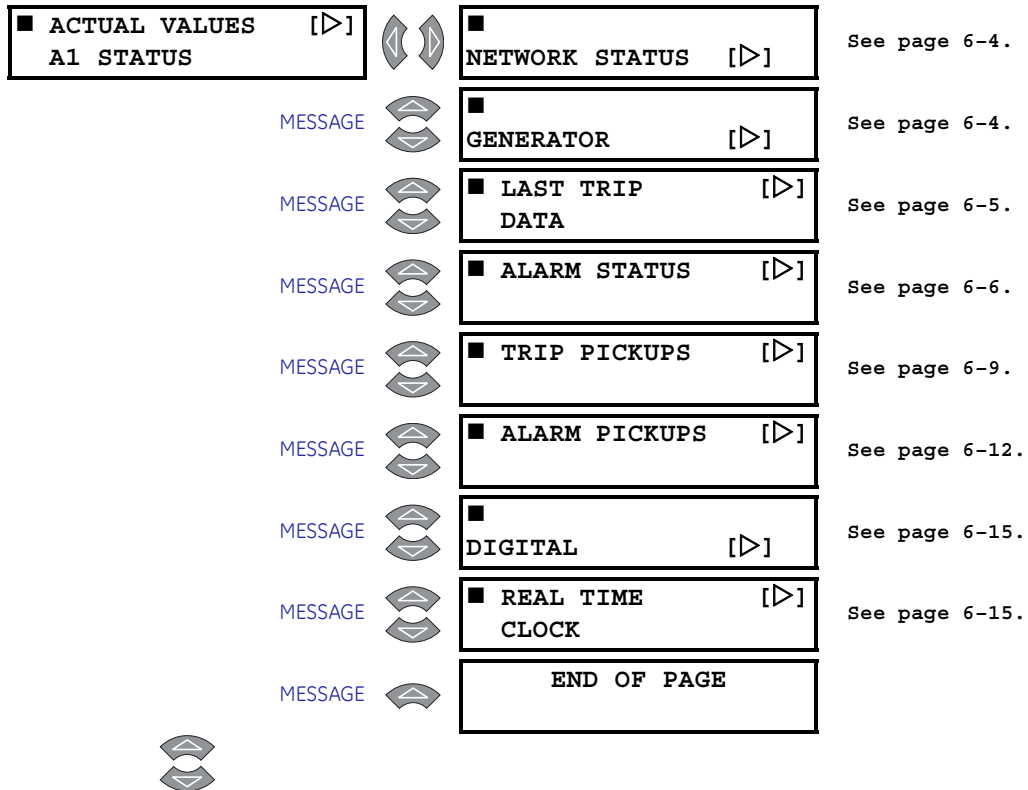 ■ ACTUAL VALUES [▷]
A1 STATUS
■
NETWORK STATUS [▷]
See page 6-4.
MESSAGE
■
GENERATOR [▷]
See page 6-4.
MESSAGE
■ LAST TRIP [▷]
DATA
See page 6-5.
MESSAGE
■ ALARM STATUS [▷]
See page 6-6.
MESSAGE
■ TRIP PICKUPS [▷]
See page 6-9.
MESSAGE
■ ALARM PICKUPS [▷]
See page 6-12.
MESSAGE
■
DIGITAL [▷]
See page 6-15.
MESSAGE
■ REAL TIME [▷]
CLOCK
See page 6-15.
MESSAGE
END OF PAGE